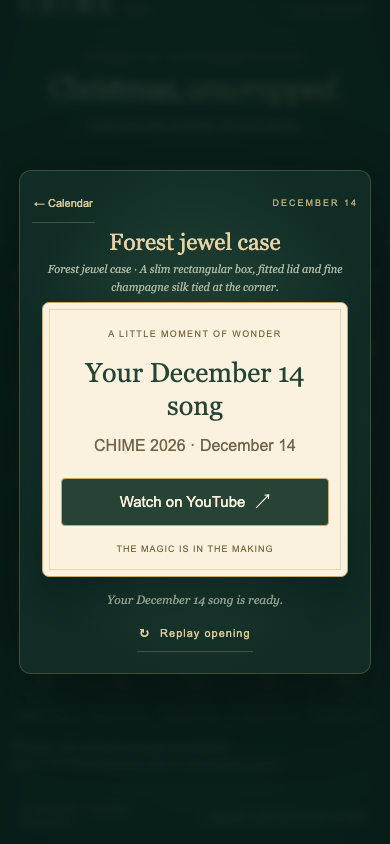 Christmas, unwrapped.
← Calendar
DECEMBER 14
Forest jewel case
Forest jewel case · A slim rectangular box, fitted lid and fine
champagne silk tied at the corner.
A LITTLE MOMENT OF WONDER
Your December 14
song
CHIME 2026 · December 14
Watch on YouTube ↗
THE MAGIC IS IN THE MAKING
Your December 14 song is ready.
↻ Replay opening